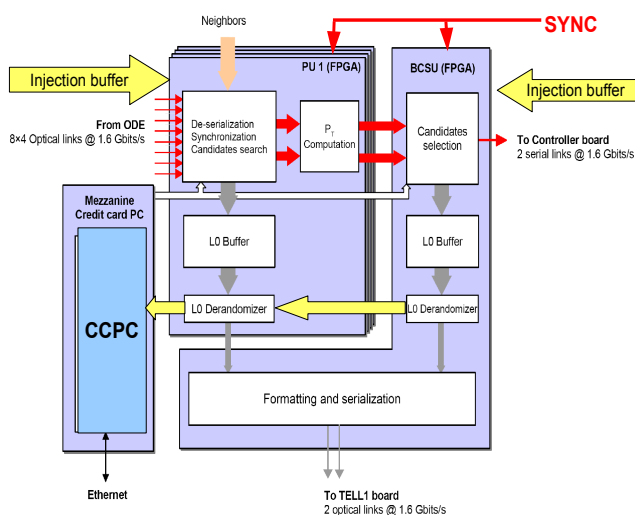 Neighbors
SYNC
PU 1 (FPGA)
BCSU (FPGA)
Injection buffer
Injection buffer
From ODE
8×4 Optical links @ 1.6 Gbits/s
De-serialization
Synchronization
Candidates search
PT
Computation
Candidates
selection
To Controller board
2 serial links @ 1.6 Gbits/s
Mezzanine
Credit card PC
L0 Buffer
L0 Buffer
CCPC
L0 Derandomizer
L0 Derandomizer
Formatting and serialization
Ethernet
To TELL1 board
2 optical links @ 1.6 Gbits/s